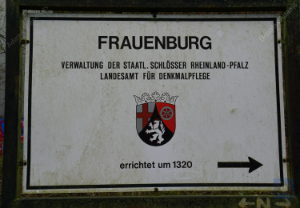 FRAUENBURG
VERWALTUNG DER STAATL. SCHLÖSSER RHEINLAND-PFALZ
LANDESAMT FÜR DENKMALPFLEGE
errichtet um 1320